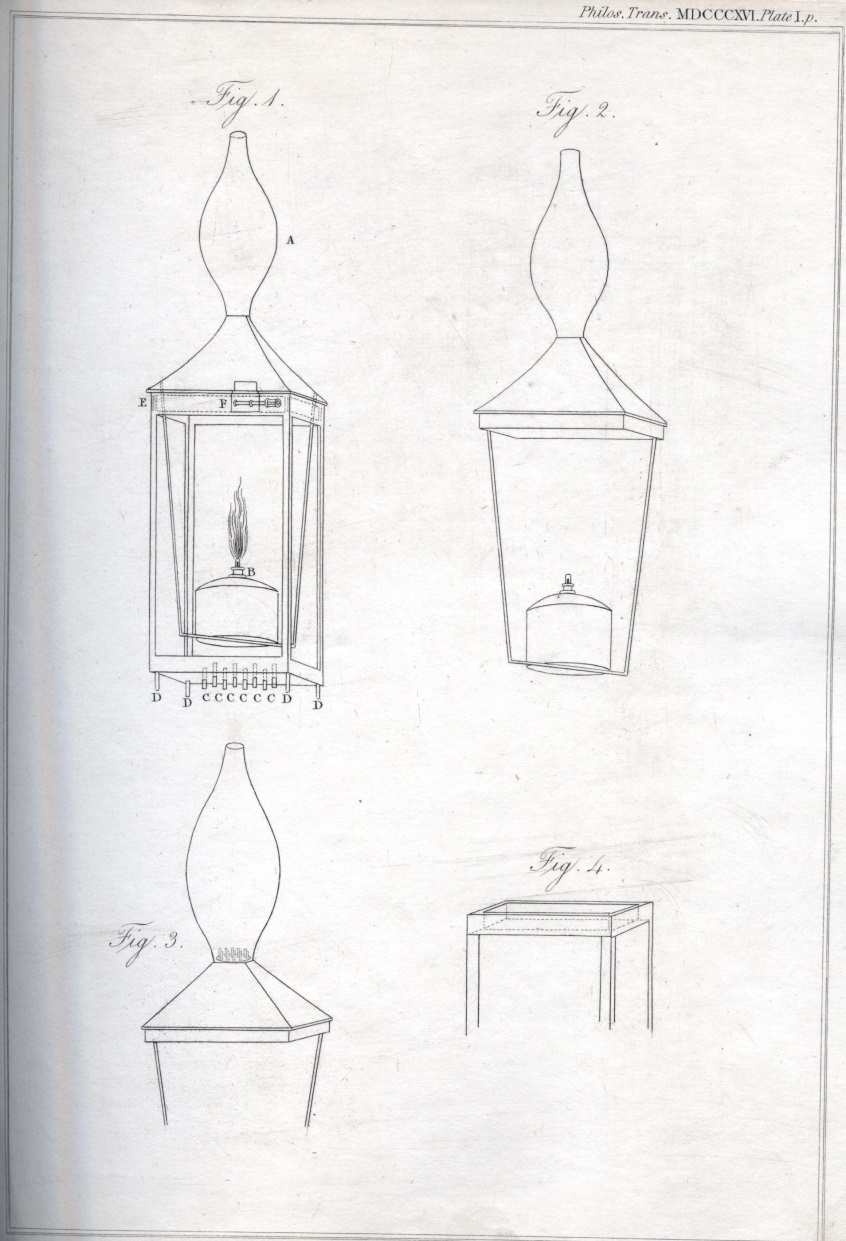 Philos. Trans. MDCCCXVI. Plate I. p.
Fig. 1.
Fig. 2.
A
E
F
B
D D C C C C C C C D D
Fig. 4.
Fig. 3.